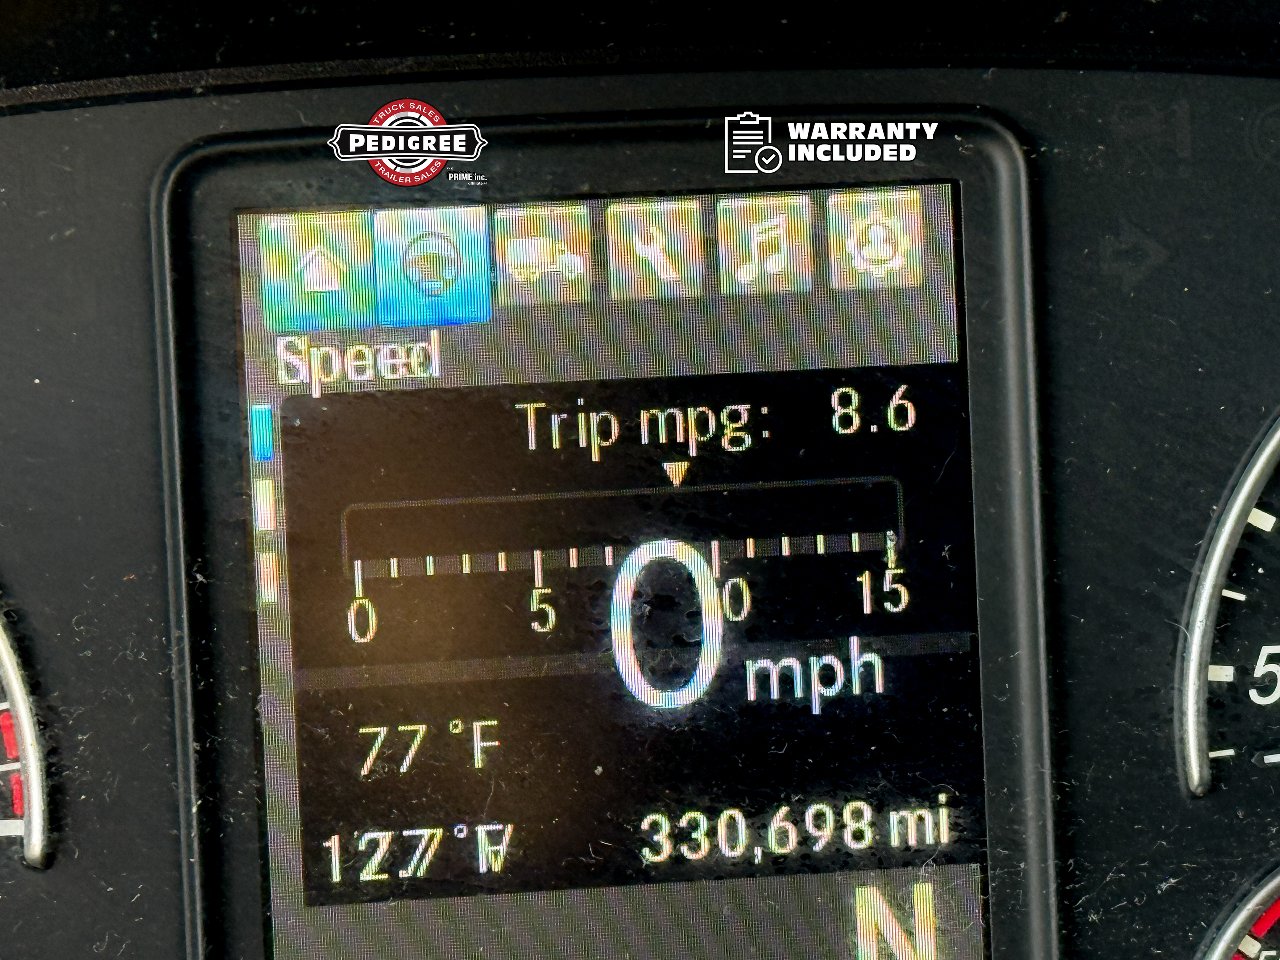 TRUCK SALES
PEDIGREE
TRAILER SALES
PRIME inc.
WARRANTY
INCLUDED
Speed
Trip mpg: 8.6
0 5 0 15
0 mph
77 °F
330,698 mi
N
5